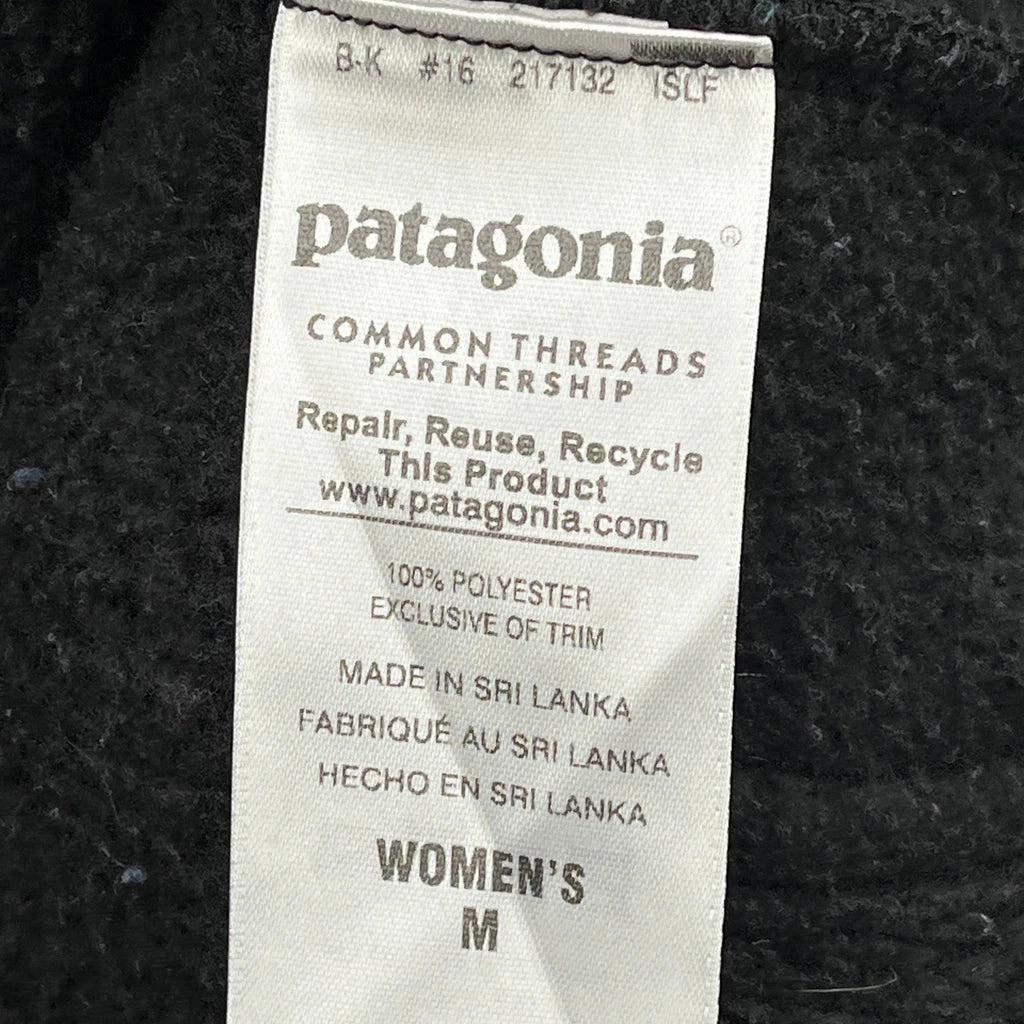 B-K #16 217132 ISLF
patagonia®
COMMON THREADS
PARTNERSHIP
Repair, Reuse, Recycle
This Product
www.patagonia.com
100% POLYESTER
EXCLUSIVE OF TRIM
MADE IN SRI LANKA
FABRIQUÉ AU SRI LANKA
HECHO EN SRI LANKA
WOMEN'S
M